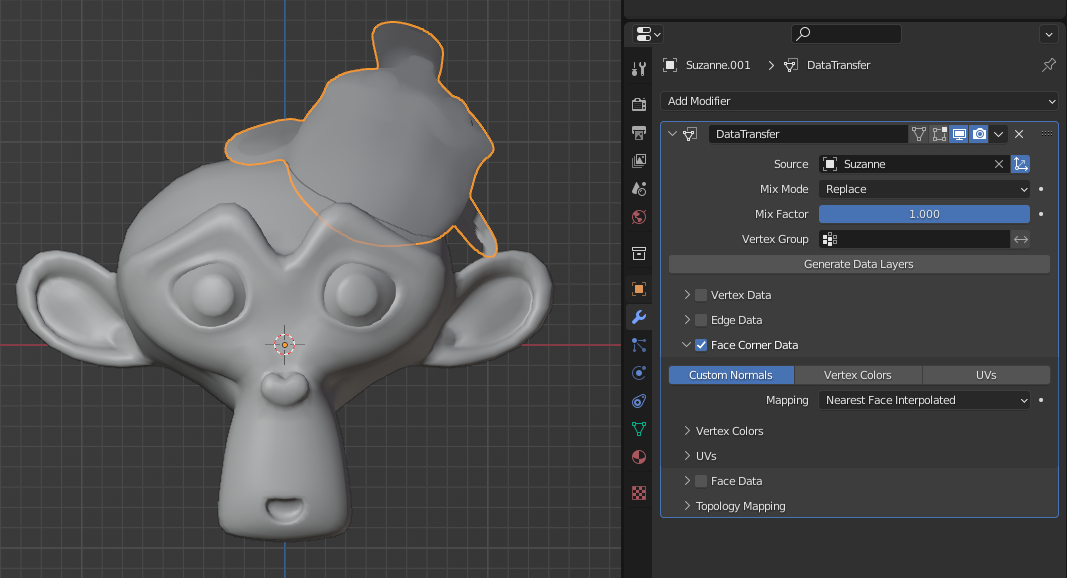 Suzanne.001 > DataTransfer
Add Modifier
DataTransfer
Source Suzanne
Mix Mode Replace
Mix Factor 1.000
Vertex Group
Generate Data Layers
Vertex Data
Edge Data
Face Corner Data
Custom Normals Vertex Colors UVs
Mapping Nearest Face Interpolated
Vertex Colors
UVs
Face Data
Topology Mapping